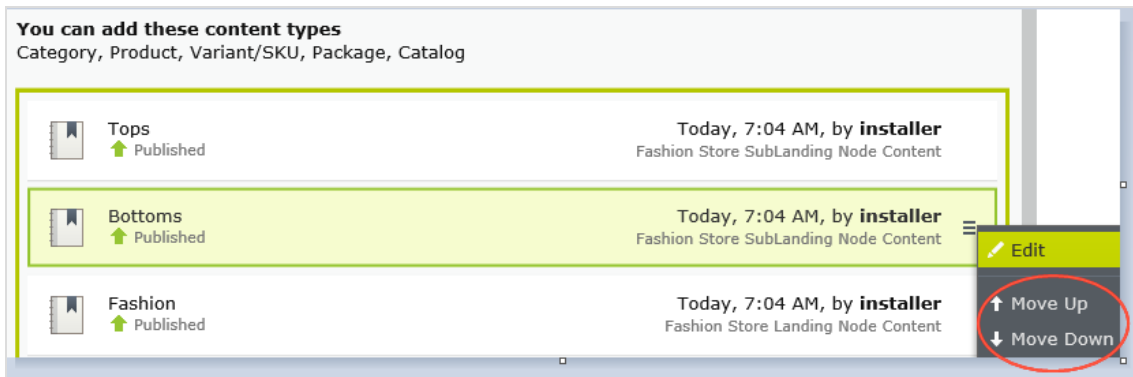 You can add these content types
Category, Product, Variant/SKU, Package, Catalog
Tops
Today, 7:04 AM, by installer
Published
Fashion Store SubLanding Node Content
Bottoms
Today, 7:04 AM, by installer
Published
Fashion Store SubLanding Node Content
Edit
Fashion
Today, 7:04 AM, by installer
Move Up
Published
Fashion Store Landing Node Content
Move Down